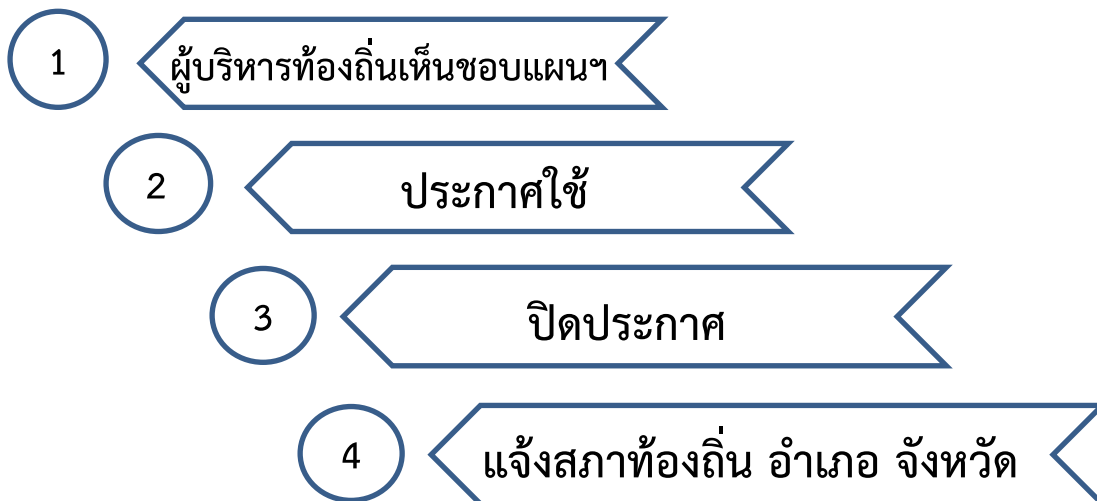 1
ผู้บริหารท้องถิ่นเห็นชอบแผนฯ
2
ประกาศใช้
3
ปิดประกาศ
4
แจ้งสภาท้องถิ่น อำเภอ จังหวัด